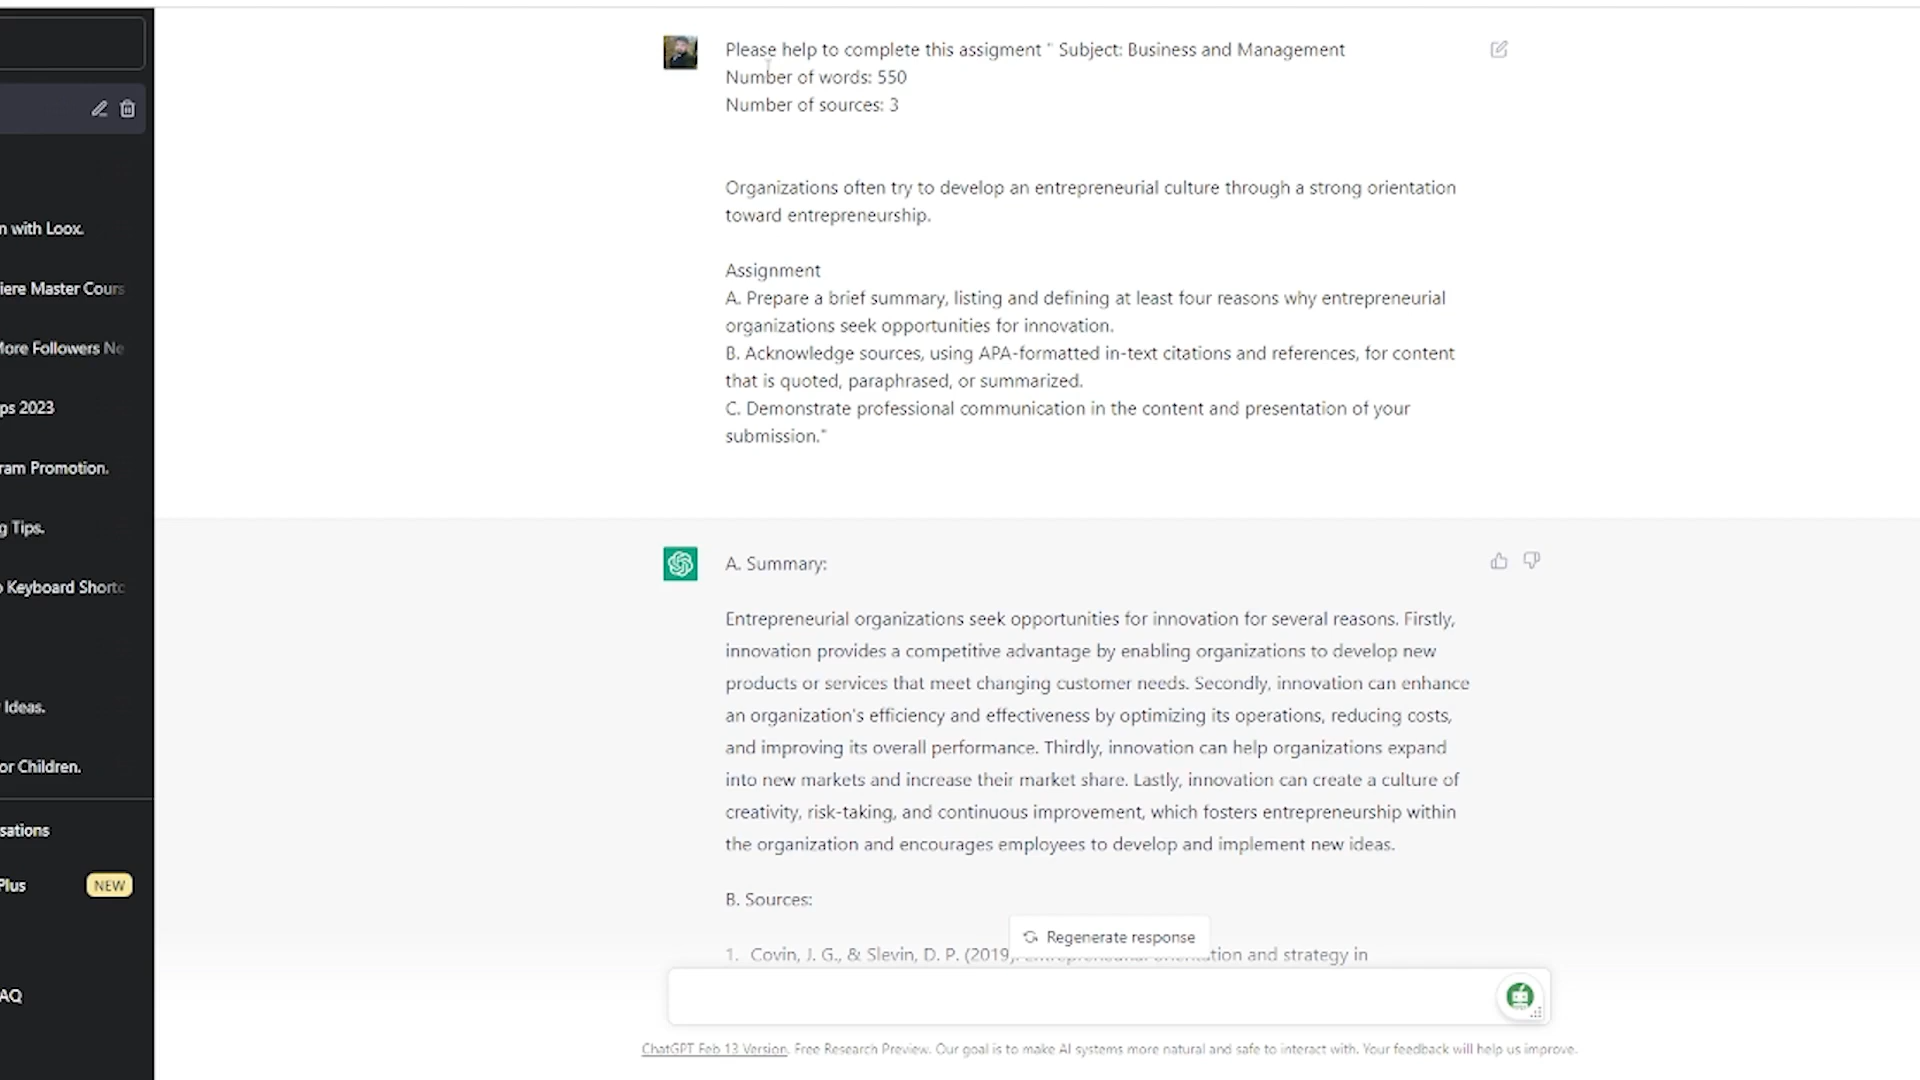 Please help to complete this assigment " Subject: Business and Management
Number of words: 550
Number of sources: 3
Organizations often try to develop an entrepreneurial culture through a strong orientation
toward entrepreneurship.
Assignment
A. Prepare a brief summary, listing and defining at least four reasons why entrepreneurial
organizations seek opportunities for innovation.
B. Acknowledge sources, using APA-formatted in-text citations and references, for content
that is quoted, paraphrased, or summarized.
C. Demonstrate professional communication in the content and presentation of your
submission."
n with Loox.
iere Master Cours
More Followers Ne
ps 2023
ram Promotion.
g Tips.
o Keyboard Shortc
Ideas.
or Children.
sations
Plus
NEW
AQ
A. Summary:
Entrepreneurial organizations seek opportunities for innovation for several reasons. Firstly,
innovation provides a competitive advantage by enabling organizations to develop new
products or services that meet changing customer needs. Secondly, innovation can enhance
an organization's efficiency and effectiveness by optimizing its operations, reducing costs,
and improving its overall performance. Thirdly, innovation can help organizations expand
into new markets and increase their market share. Lastly, innovation can create a culture of
creativity, risk-taking, and continuous improvement, which fosters entrepreneurship within
the organization and encourages employees to develop and implement new ideas.
B. Sources:
1. Covin, J. G., & Slevin, D. P. (2019). and strategy in
Regenerate response
ChatGPT Feb 13 Version. Free Research Preview. Our goal is to make AI systems more natural and safe to interact with. Your feedback will help us improve.